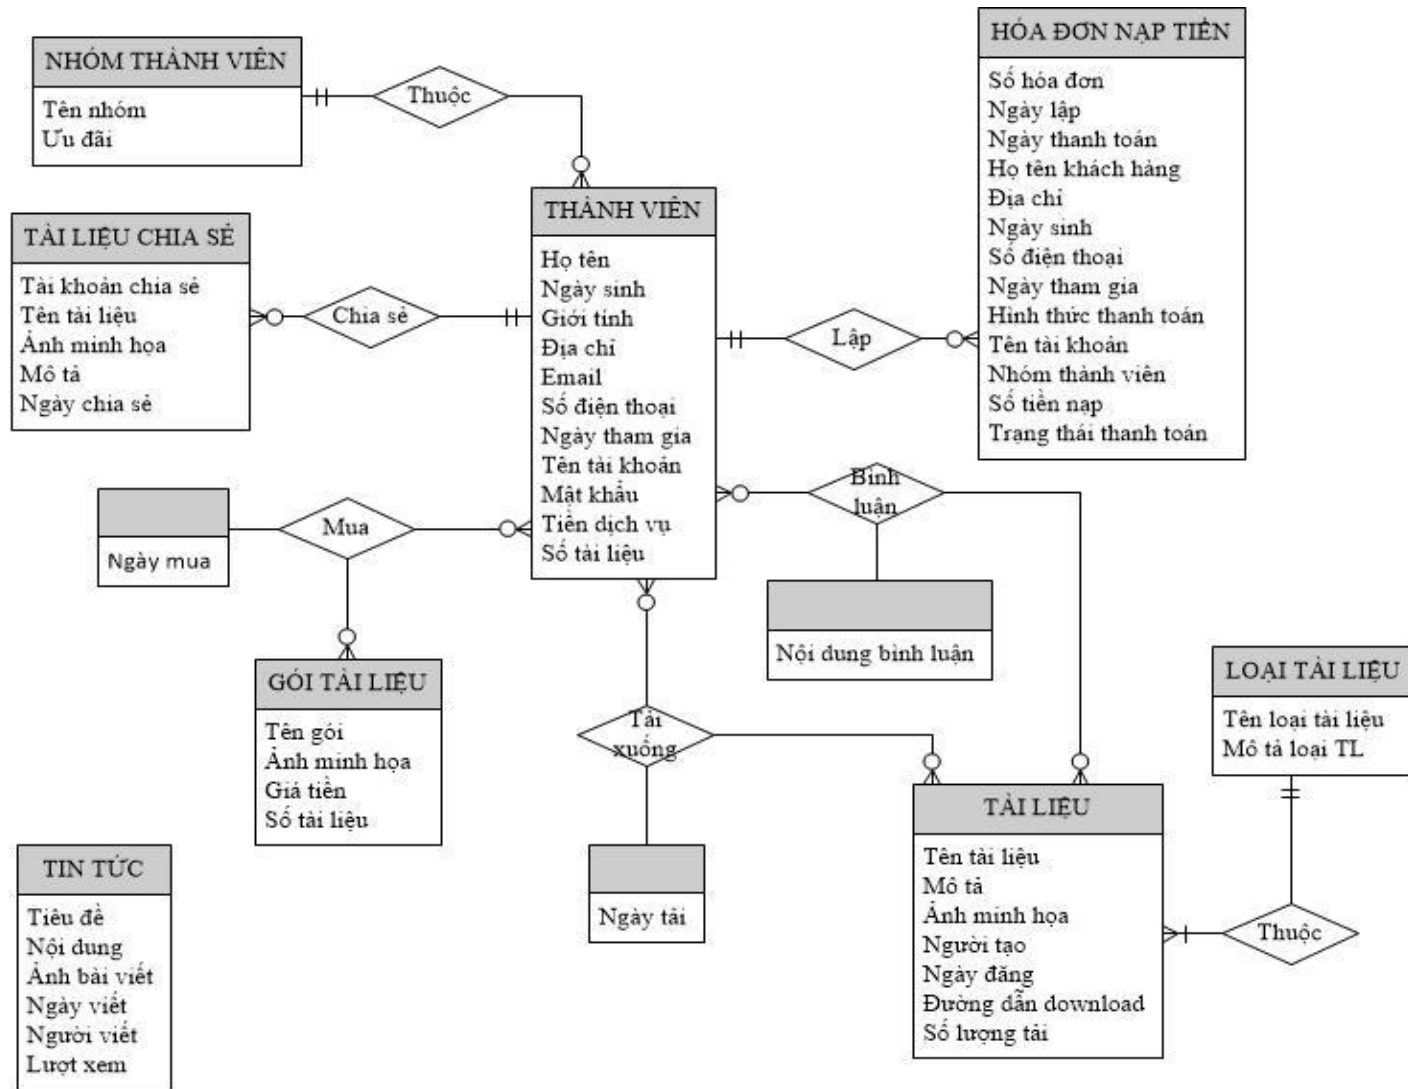 NHÓM THÀNH VIÊN
Tên nhóm
Ưu đãi
Thuộc
HÓA ĐƠN NẠP TIỀN
Số hóa đơn
Ngày lập
Ngày thanh toán
Họ tên khách hàng
Địa chỉ
Ngày sinh
Số điện thoại
Ngày tham gia
Hình thức thanh toán
Tên tài khoản
Nhóm thành viên
Số tiền nạp
Trạng thái thanh toán
TÀI LIỆU CHIA SẺ
Tài khoản chia sẻ
Tên tài liệu
Ảnh minh họa
Mô tả
Ngày chia sẻ
Chia sẻ
THÀNH VIÊN
Họ tên
Ngày sinh
Giới tính
Địa chỉ
Email
Số điện thoại
Ngày tham gia
Tên tài khoản
Mật khẩu
Tiền dịch vụ
Số tài liệu
Lập
Bình
luận
Nội dung bình luận
Ngày mua
Mua
GÓI TÀI LIỆU
Tên gói
Ảnh minh họa
Giá tiền
Số tài liệu
Tải
xuống
Ngày tải
LOẠI TÀI LIỆU
Tên loại tài liệu
Mô tả loại TL
Thuộc
TÀI LIỆU
Tên tài liệu
Mô tả
Ảnh minh họa
Người tạo
Ngày đăng
Đường dẫn download
Số lượng tải
TIN TỨC
Tiêu đề
Nội dung
Ảnh bài viết
Ngày viết
Người viết
Lượt xem